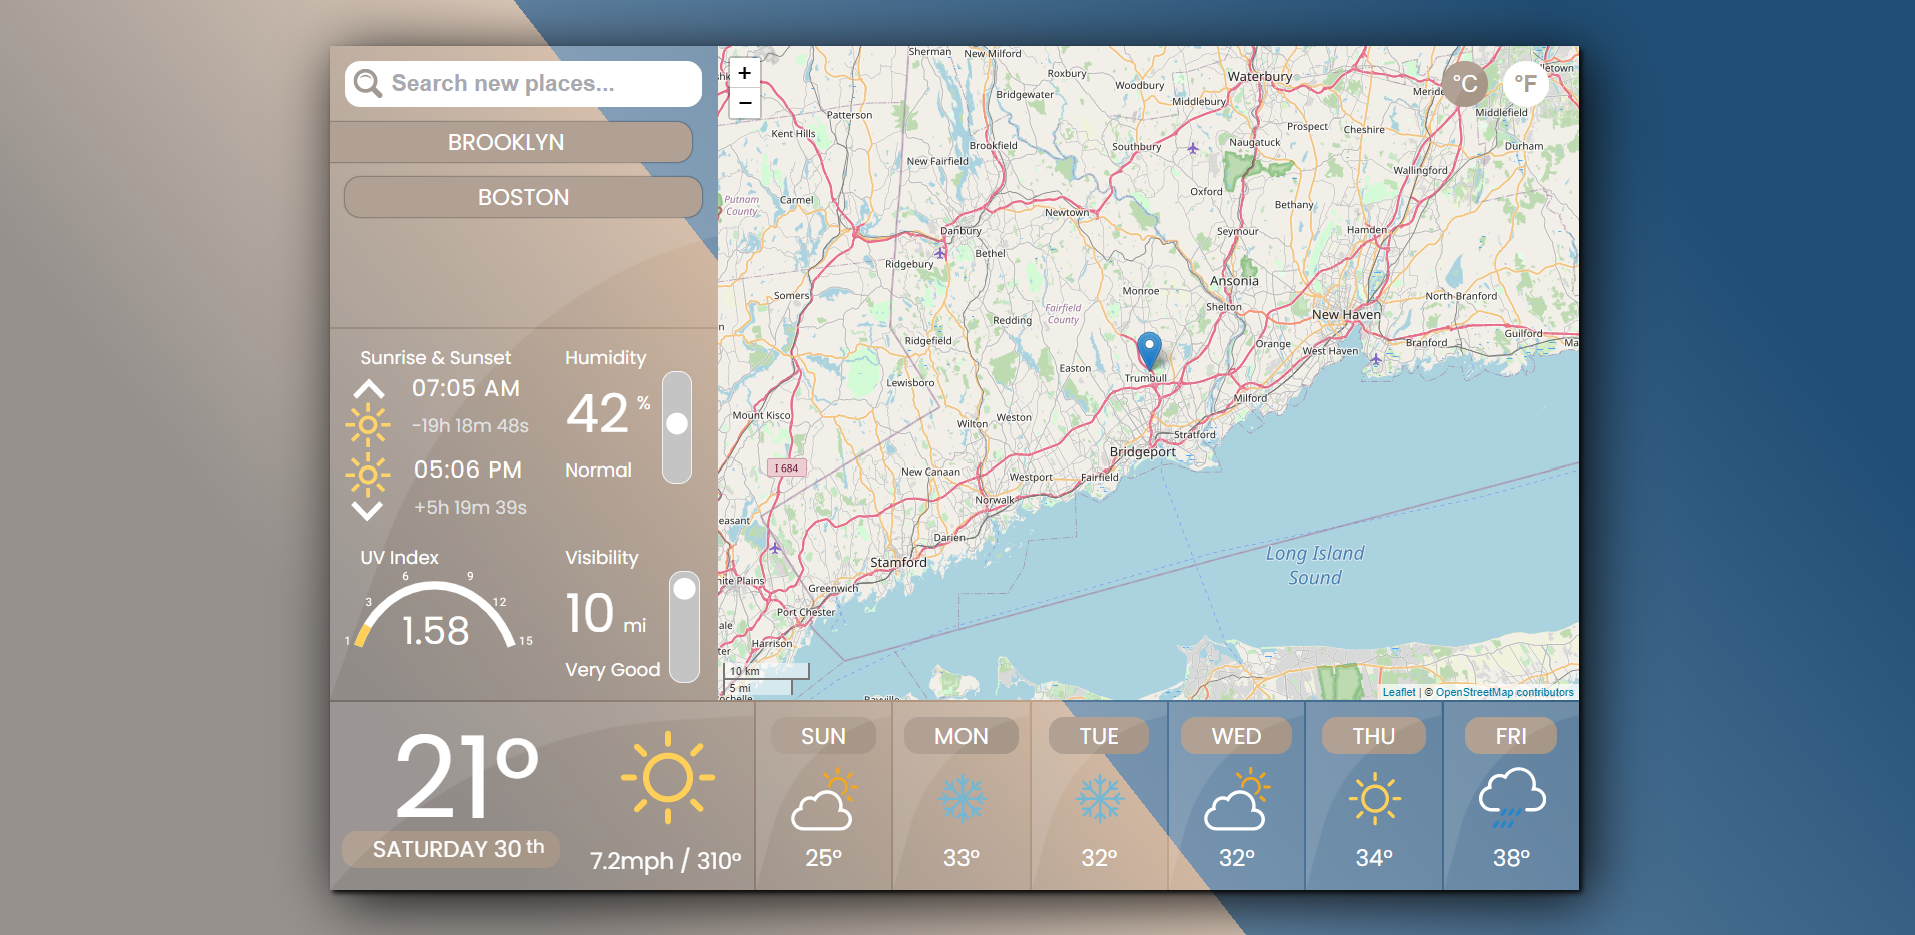 Search new places...
BROOKLYN
BOSTON
Sunrise & Sunset
07:05 AM
-19h 18m 48s
05:06 PM
+5h 19m 39s
Humidity
42 %
Normal
UV Index
1
3
6
9
12
15
1.58
Visibility
10 mi
Very Good
+
−
°C
°F
Sherman
New Milford
Roxbury
Waterbury
Woodbury
Bridgewater
Middlebury
Middlefield
Patterson
Kent Hills
Prospect
Cheshire
Brookfield
Southbury
Naugatuck
Durham
New Fairfield
Wallingford
Oxford
Putnam
County
Carmel
Bethany
Newtown
Danbury
Seymour
Hamden
Bethel
Ridgebury
Ansonia
Somers
Monroe
North Branford
Shelton
Fairfield
County
Redding
New Haven
Guilford
Ridgefield
Orange
West Haven
Branford
Easton
Trumbull
Lewisboro
Milford
Mount Kisco
Weston
Wilton
Stratford
Bridgeport
I 684
New Canaan
Westport
Fairfield
Norwalk
Darien
Stamford
Long Island
Sound
Greenwich
Port Chester
Harrison
10 km
5 mi
Leaflet | © OpenStreetMap contributors
21°
SATURDAY 30 th
7.2mph / 310°
SUN
25°
MON
33°
TUE
32°
WED
32°
THU
34°
FRI
38°